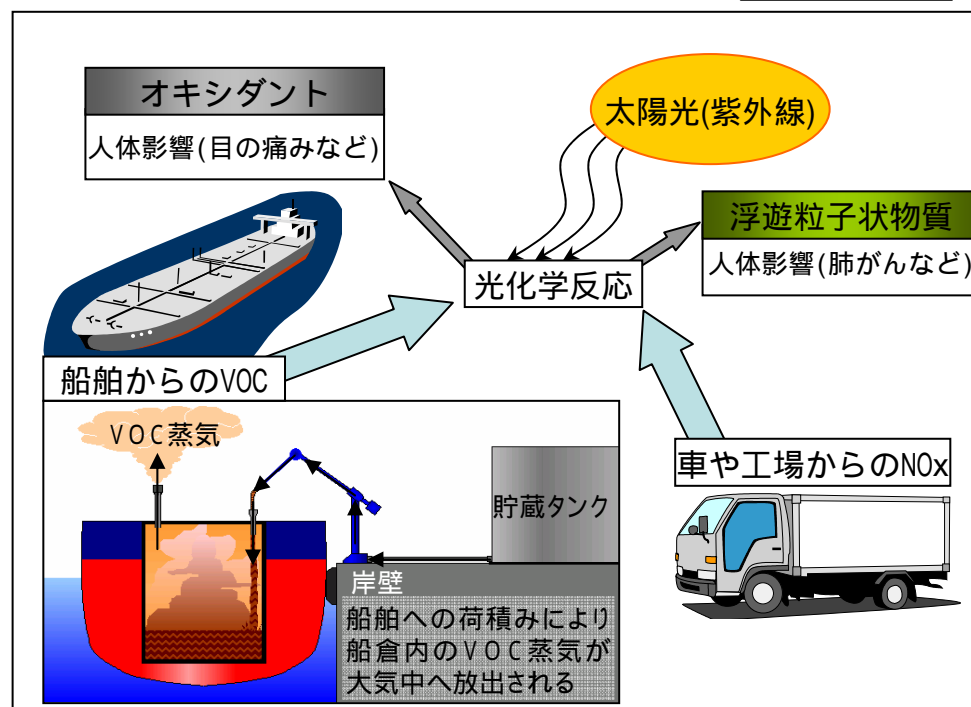 オキシダント
人体影響(目の痛みなど)
太陽光(紫外線)
浮遊粒子状物質
人体影響(肺がんなど)
光化学反応
船舶からのVOC
VOC蒸気
貯蔵タンク
岸壁
船舶への荷積みにより
船倉内のVOC蒸気が
大気中へ放出される
車や工場からのNOx